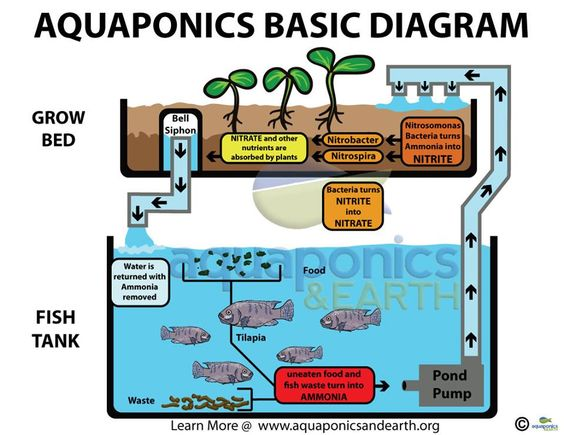 AQUAPONICS BASIC DIAGRAM
GROW
BED
Bell
Siphon
NITRATE and other
nutrients are
absorbed by plants
Nitrobacter
Nitrospira
Nitrosomonas
Bacteria turns
Ammonia into
NITRITE
Bacteria turns
NITRITE
into
NITRATE
aquaponics
& EARTH
Water is
returned with
Ammonia
removed
Food
FISH
TANK
Tilapia
uneaten food and
fish waste turn into
AMMONIA
Pond
Pump
Waste
Learn More @ www.aquaponicsandearth.org
© aquaponics
& EARTH